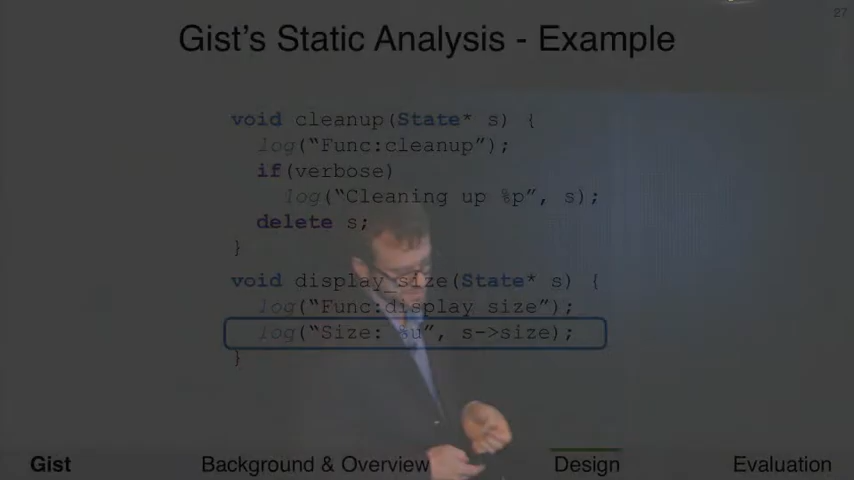 27
Gist's Static Analysis - Example
void cleanup(State* s) {
log("Func:cleanup");
if(verbose)
log("Cleaning up %p", s);
delete s;
}
void display_size(State* s) {
log("Func:display size");
log("Size: %u", s->size);
}
Gist Background & Overview Design Evaluation